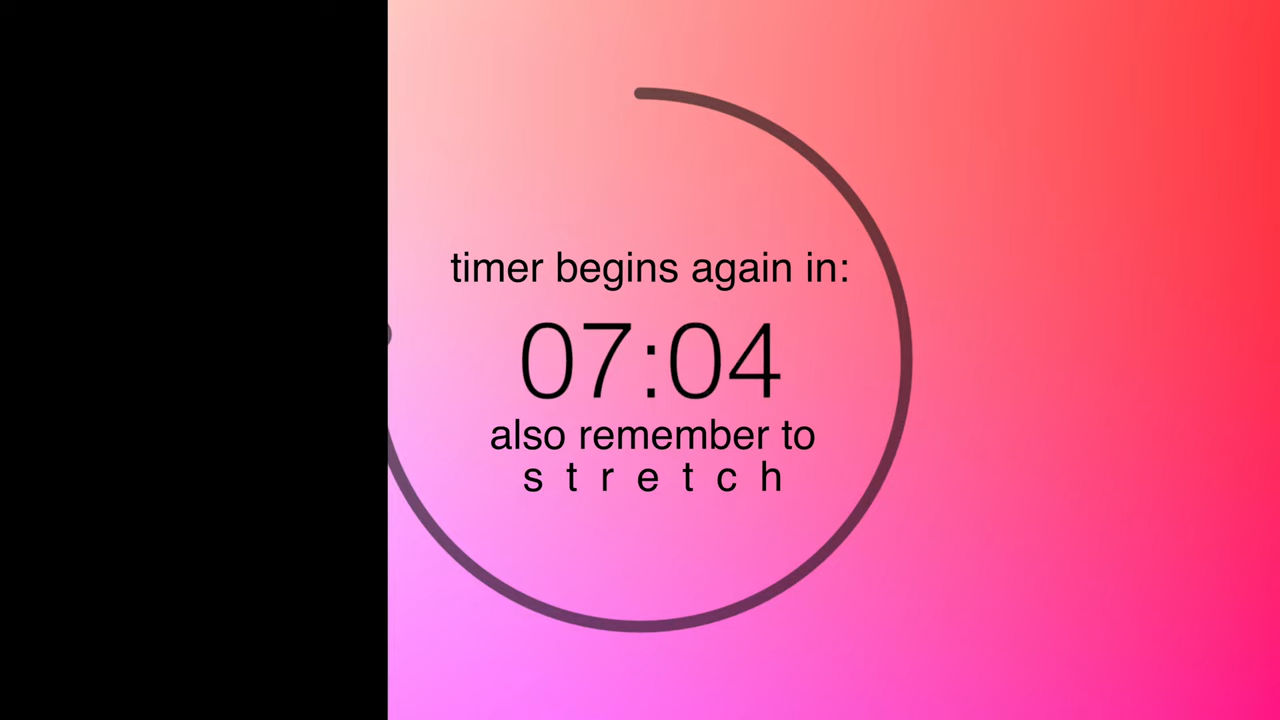 timer begins again in:
07:04
also remember to
s t r e t c h